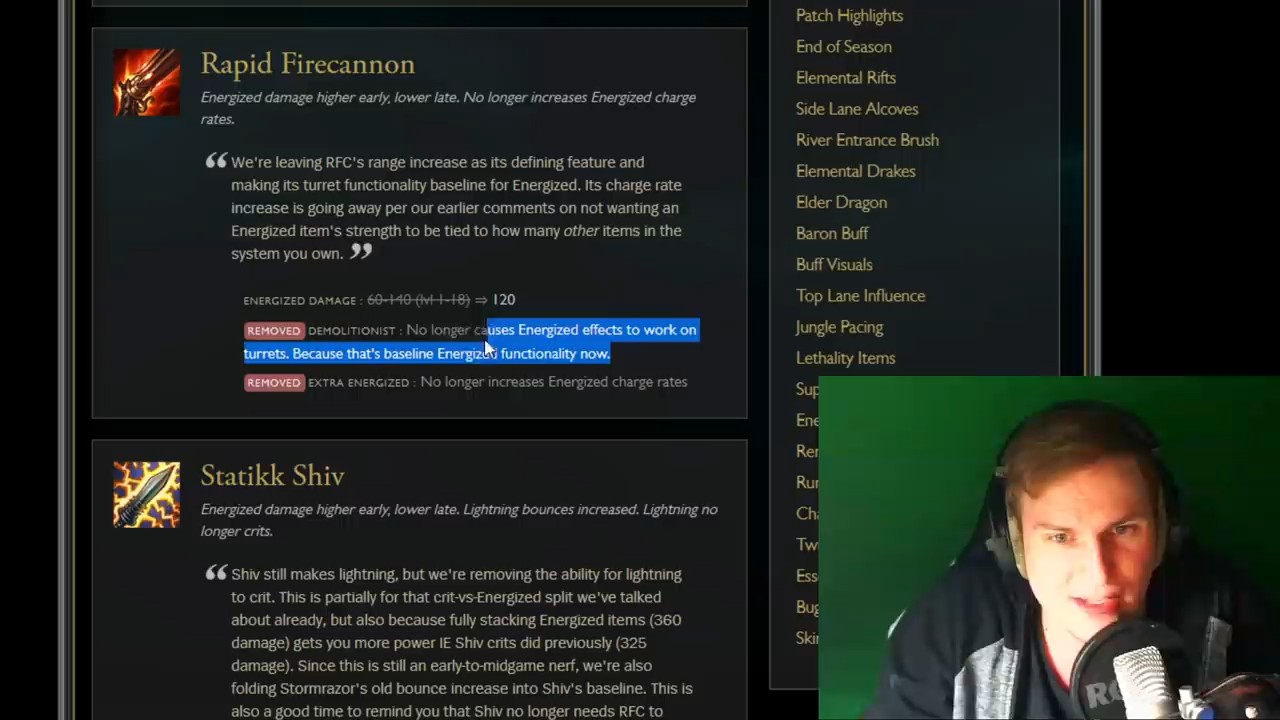 Rapid Firecannon
Energized damage higher early, lower late. No longer increases Energized charge
rates.
“ We're leaving RFC's range increase as its defining feature and
making its turret functionality baseline for Energized. Its charge rate
increase is going away per our earlier comments on not wanting an
Energized item's strength to be tied to how many other items in the
system you own. ”
ENERGIZED DAMAGE : 60-140 (lvl 1-18) ⇒ 120
REMOVED DEMOLITIONIST : No longer causes Energized effects to work on
turrets. Because that's baseline Energized functionality now.
REMOVED EXTRA ENERGIZED : No longer increases Energized charge rates
Statikk Shiv
Energized damage higher early, lower late. Lightning bounces increased. Lightning no
longer crits.
“ Shiv still makes lightning, but we're removing the ability for lightning
to crit. This is partially for that crit-vs-Energized split we've talked
about already, but also because fully stacking Energized items (360
damage) gets you more power IE Shiv crits did previously (325
damage). Since this is still an early-to-midgame nerf, we're also
folding Stormrazor's old bounce increase into Shiv's baseline. This is
also a good time to remind you that Shiv no longer needs RFC to
Patch Highlights
End of Season
Elemental Rifts
Side Lane Alcoves
River Entrance Brush
Elemental Drakes
Elder Dragon
Baron Buff
Buff Visuals
Top Lane Influence
Jungle Pacing
Lethality Items
Sup
Ene
Ren
Run
Cha
Tw
Ess
Bug
Skin